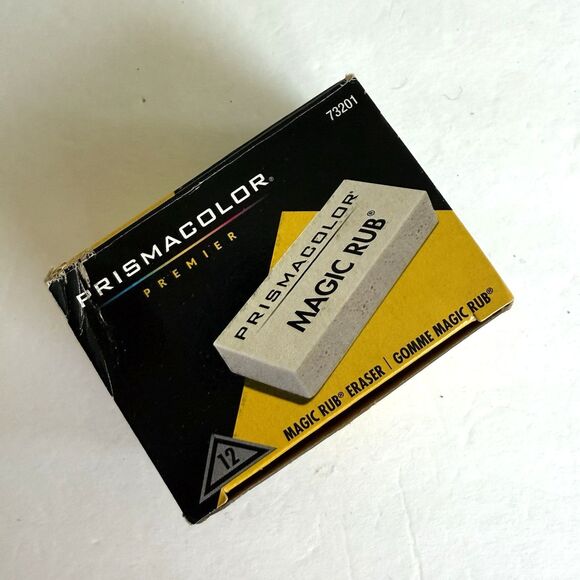 73201
PRISMACOLOR®
PREMIER
PRISMACOLOR®
MAGIC RUB®
MAGIC RUB® ERASER | GOMME MAGIC RUB®
12